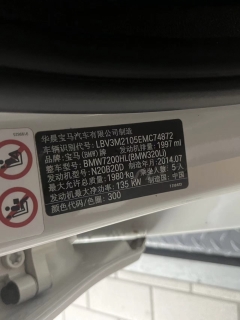 华晨宝马汽车有限公司制造
车辆识别代号: LBV3M2105EMC74872
品牌: 宝马(BMW)牌 发动机排量: 1997 ml
整车型号: BMW7200HL(BMW320Li)
发动机型号: N20B20D 乘坐人数: 5人
最大允许总质量: 1980 kg 制造年月: 2014.07
发动机最大净功率: 135 kW 制造国: 中国
颜色代码/色服: 300